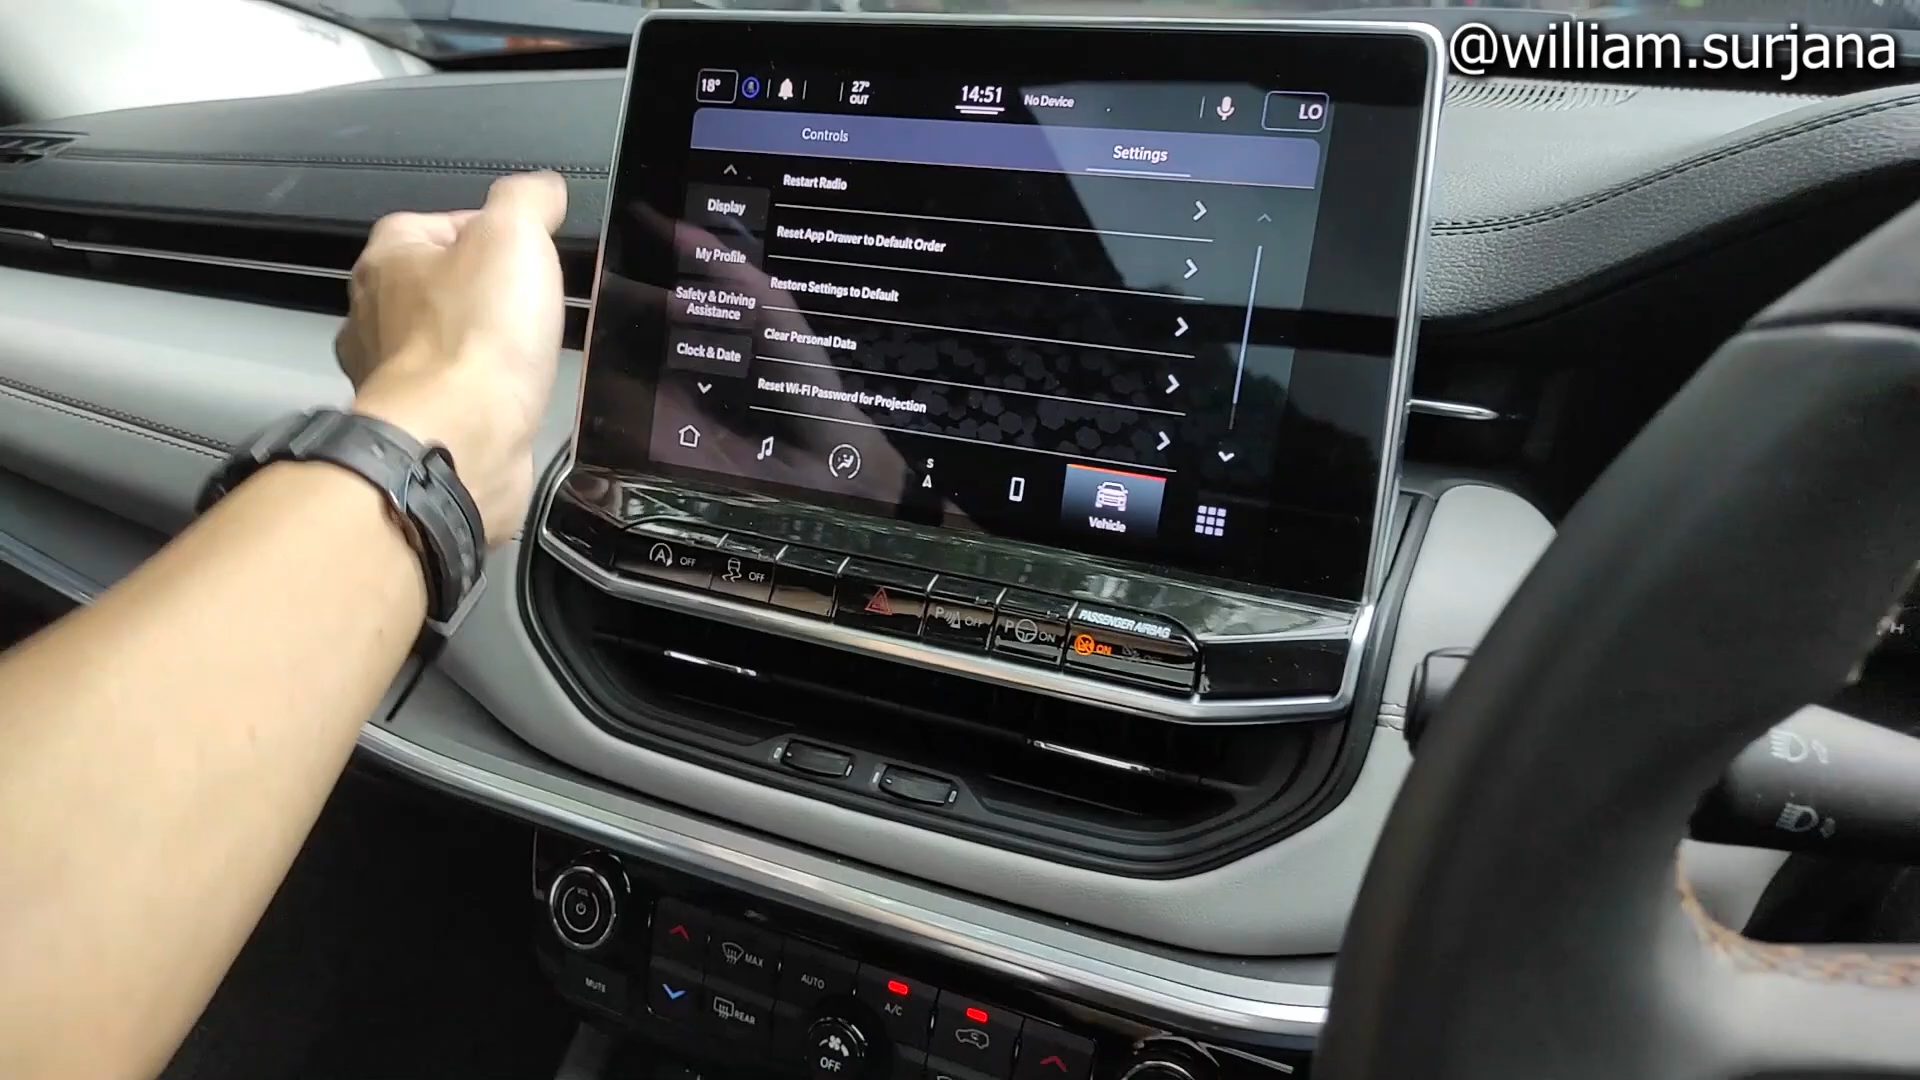 @william.surjana
18°
27°
OUT
14:51
No Device
LO
Controls
Settings
Restart Radio
Display
Reset App Drawer to Default Order
My Profile
Restore Settings to Default
Safety & Driving
Assistance
Clear Personal Data
Clock & Date
Reset Wi-Fi Password for Projection
S
A
Vehicle
A OFF
OFF
P OFF
P ON
PASSENGER AIRBAG
ON
VOL
MUTE
MAX
REAR
AUTO
A/C
OFF